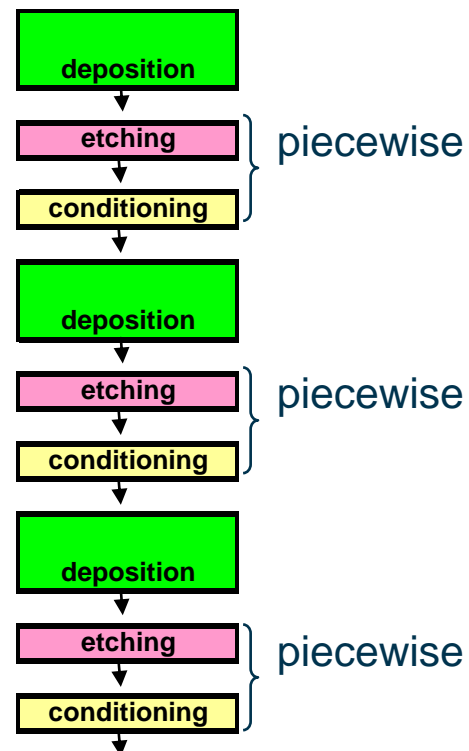 deposition
etching
piecewise
conditioning
deposition
etching
piecewise
conditioning
deposition
etching
piecewise
conditioning